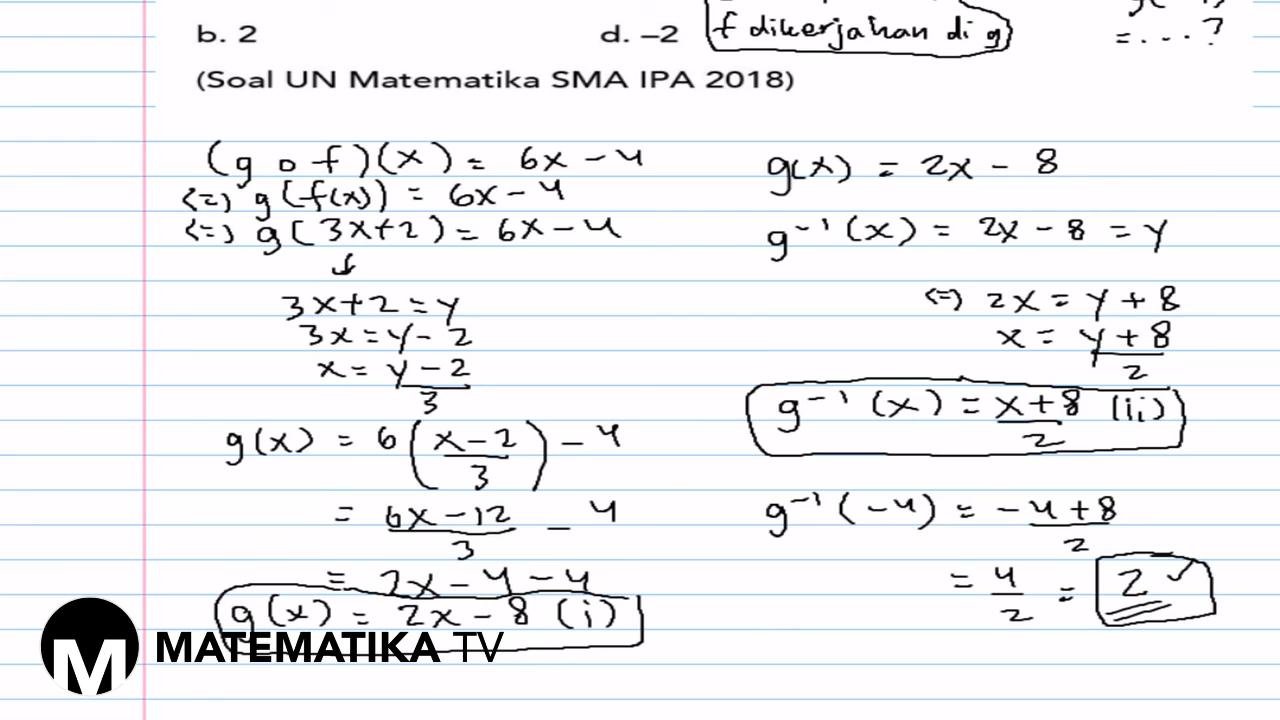 b. 2
d. –2
f dikerjahan di g
= . . . ?
(Soal UN Matematika SMA IPA 2018)
(g o f)(x) = 6x – 4
<=> g(f(x)) = 6x – 4
<=> g(3x+2) = 6x – 4
↓
3x+2 = y
3x = y – 2
x = y – 2
3
g(x) = 6 ( x – 2 ) – 4
3
= 6x – 12 – 4
3
= 2x – 4 – 4
g(x) = 2x – 8 (i)
g(x) = 2x – 8
g⁻¹(x) = 2x – 8 = y
<=> 2x = y + 8
x = y + 8
2
g⁻¹(x) = x + 8 (ii)
2
g⁻¹(–4) = –4 + 8
2
= 4 = 2 ✓
2
M MATEMATIKA TV